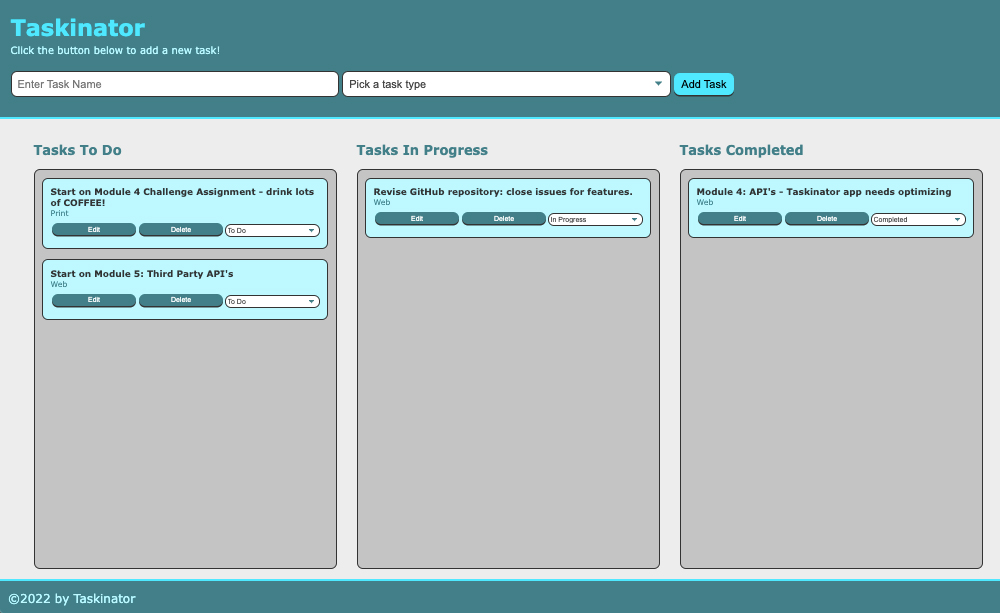 Taskinator
Click the button below to add a new task!
Enter Task Name
Pick a task type
Add Task
Tasks To Do
Start on Module 4 Challenge Assignment - drink lots
of COFFEE!
Print
Edit
Delete
To Do
Start on Module 5: Third Party API's
Web
Edit
Delete
To Do
Tasks In Progress
Revise GitHub repository: close issues for features.
Web
Edit
Delete
In Progress
Tasks Completed
Module 4: API's - Taskinator app needs optimizing
Web
Edit
Delete
Completed
©2022 by Taskinator